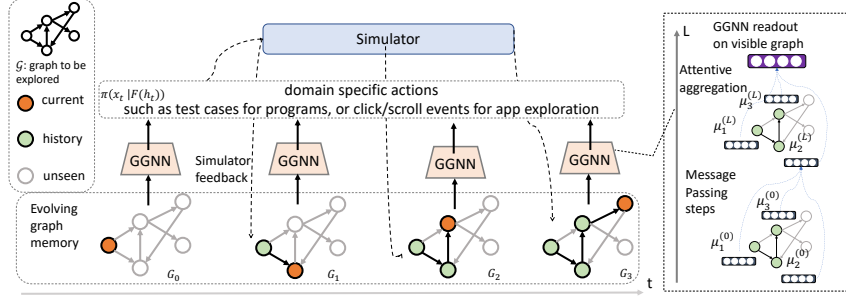 𝒢: graph to be
explored
current
history
unseen
Simulator
π(x_t |F(h_t))
domain specific actions
such as test cases for programs, or click/scroll events for app exploration
GGNN
GGNN
GGNN
GGNN
Simulator
feedback
Evolving
graph
memory
G_0
G_1
G_2
G_3
t
L
GGNN readout
on visible graph
Attentive
aggregation
μ_3^(L)
μ_1^(L)
μ_2^(L)
Message
Passing
steps
μ_3^(0)
μ_1^(0)
μ_2^(0)